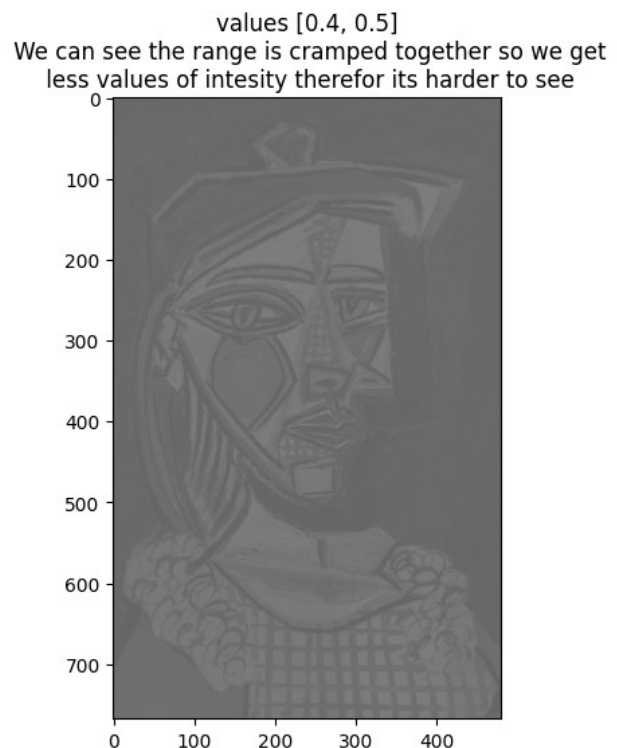 values [0.4, 0.5]
We can see the range is cramped together so we get
less values of intesity therefor its harder to see
0
100
200
300
400
500
600
700
0 100 200 300 400